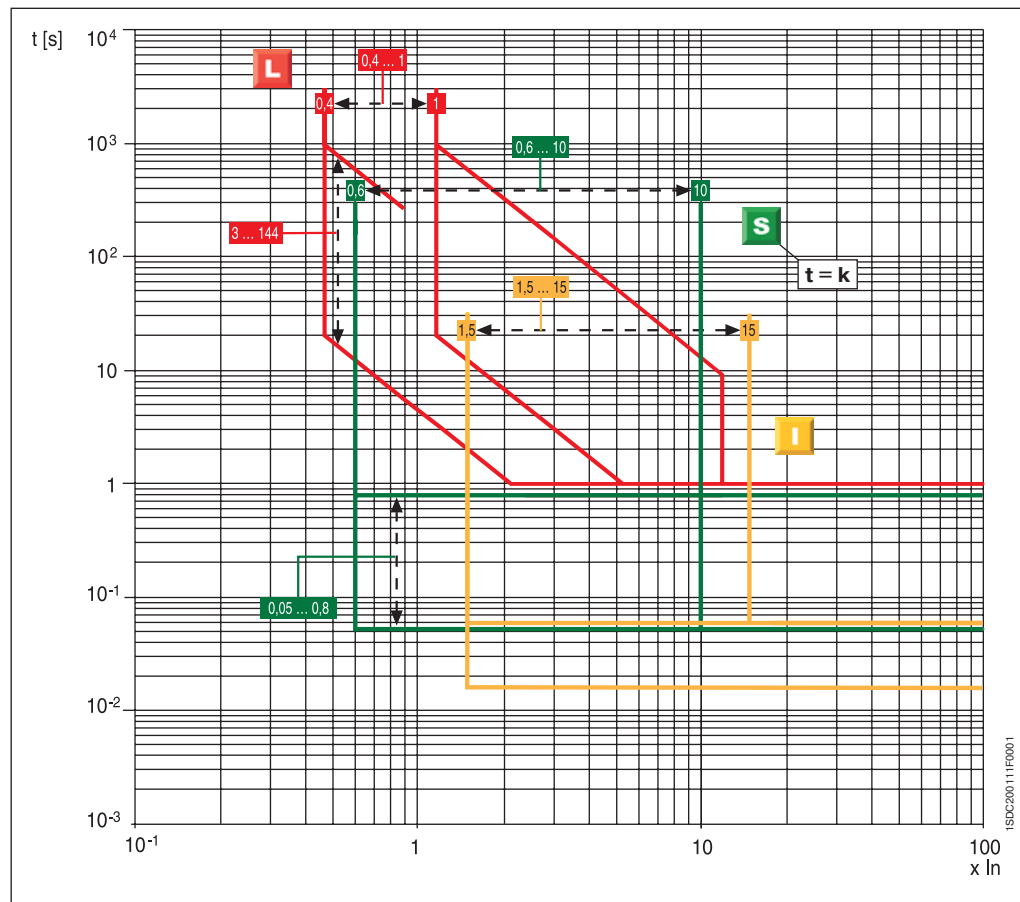 t [s]
10⁴
L
0,4 ... 1
0,4
1
10³
0,6 ... 10
0,6
10
S
3 ... 144
10²
t = k
1,5 ... 15
1,5
15
10
I
1
10⁻¹
0,05 ... 0,8
10⁻²
10⁻³
10⁻¹
1
10
100
x In
1SDC200111F0001